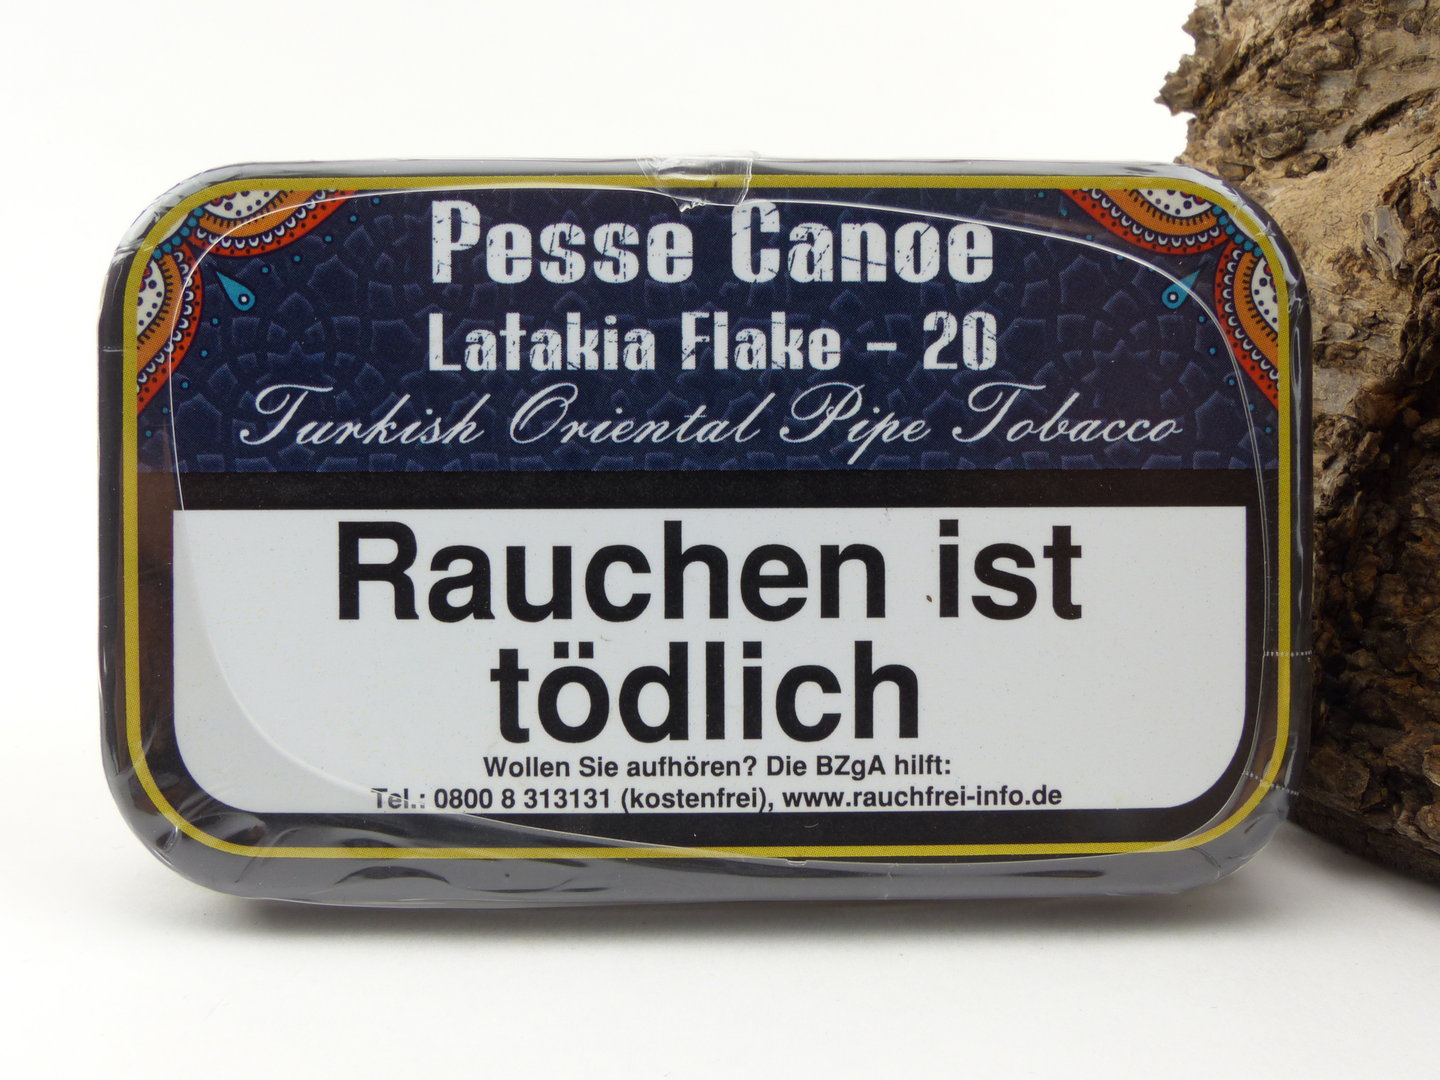 Pesse Canoe
Latakia Flake - 20
Turkish Oriental Pipe Tobacco
Rauchen ist
tödlich
Wollen Sie aufhören? Die BZgA hilft:
Tel.: 0800 8 313131 (kostenfrei), www.rauchfrei-info.de